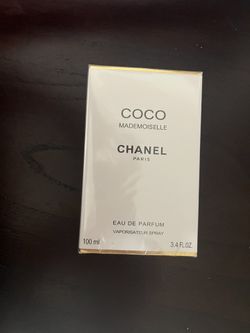 COCO
MADEMOISELLE
CHANEL
PARIS
EAU DE PARFUM
VAPORISATEUR SPRAY
100 ml 3.4 FL.OZ.